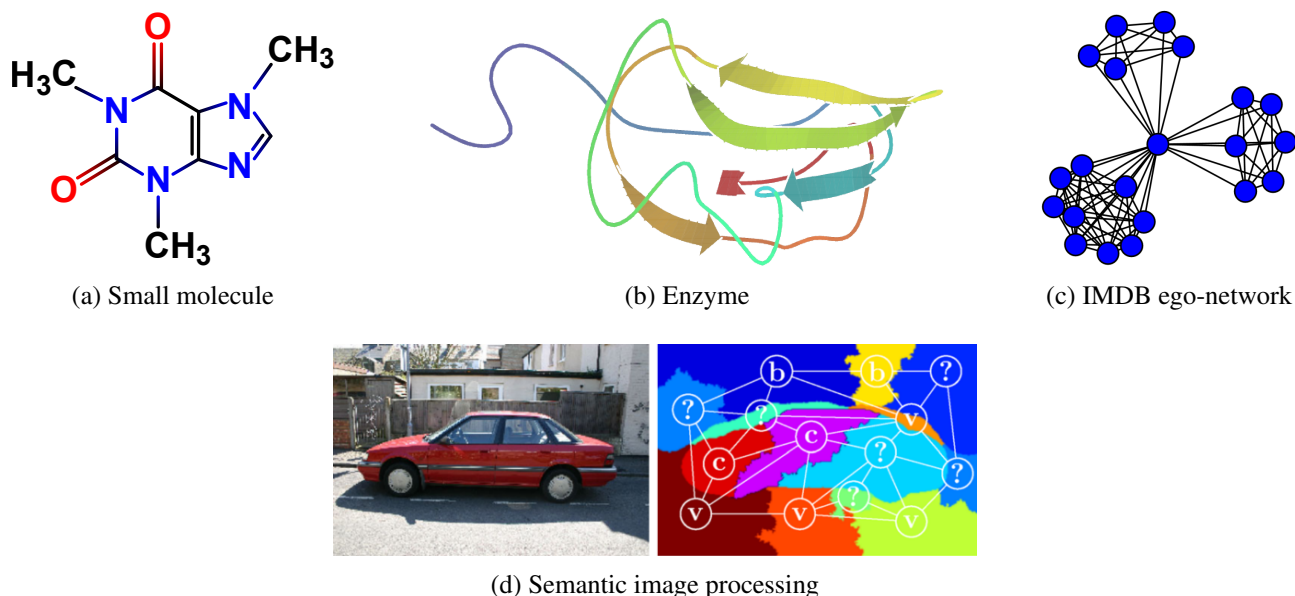 O
CH₃
H₃C
N
N
O
N
N
CH₃
(a) Small molecule
(b) Enzyme
(c) IMDB ego-network
b
b
?
?
?
v
c
?
c
?
?
v
v
v
(d) Semantic image processing